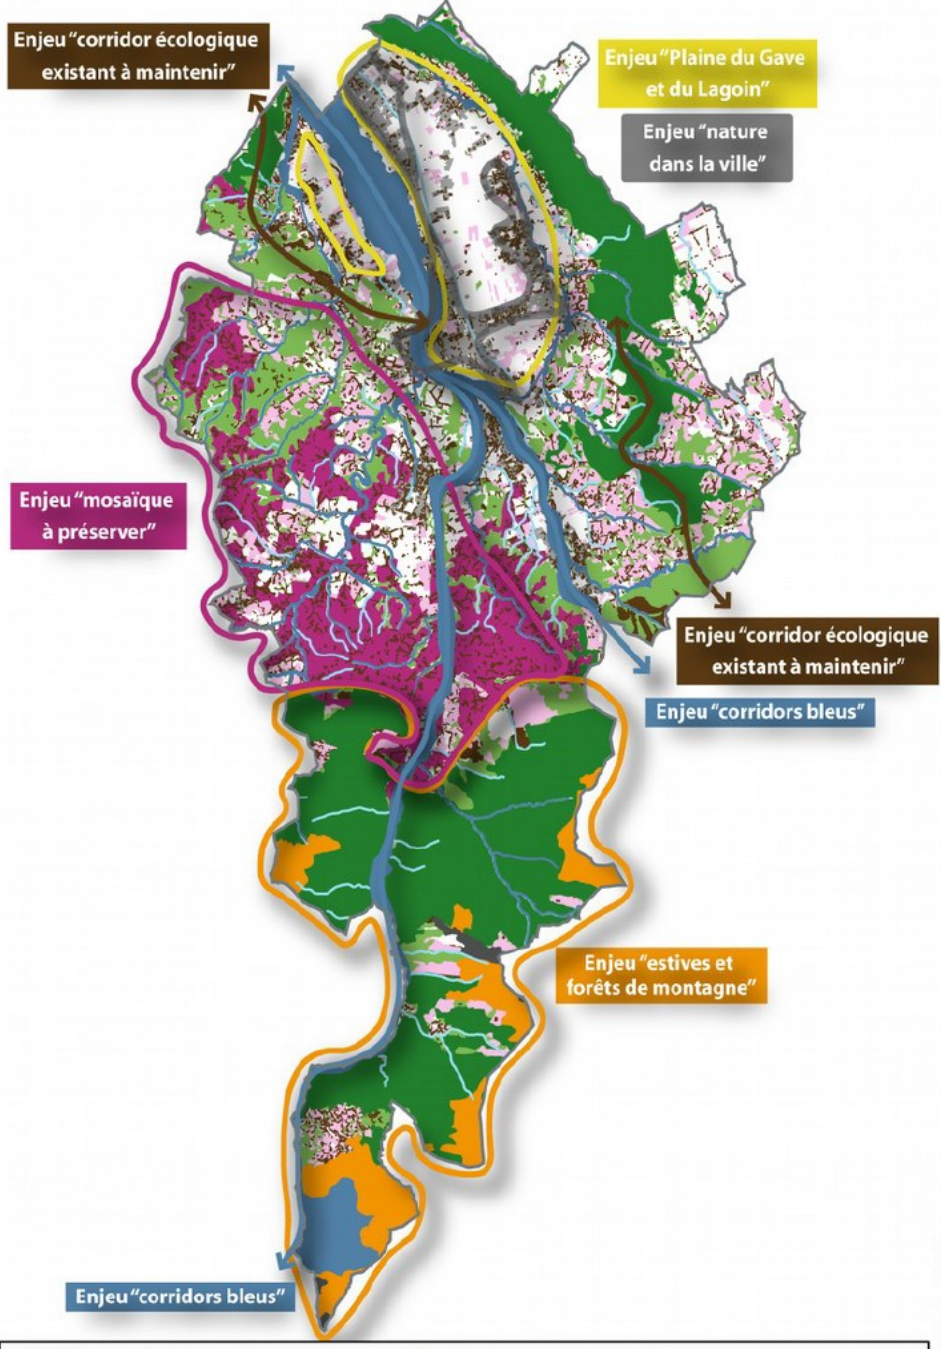 Enjeu "corridor écologique
existant à maintenir"
Enjeu "Plaine du Gave
et du Lagoin"
Enjeu "nature
dans la ville"
Enjeu "mosaïque
à préserver"
Enjeu "corridor écologique
existant à maintenir"
Enjeu "corridors bleus"
Enjeu "estives et
forêts de montagne"
Enjeu "corridors bleus"